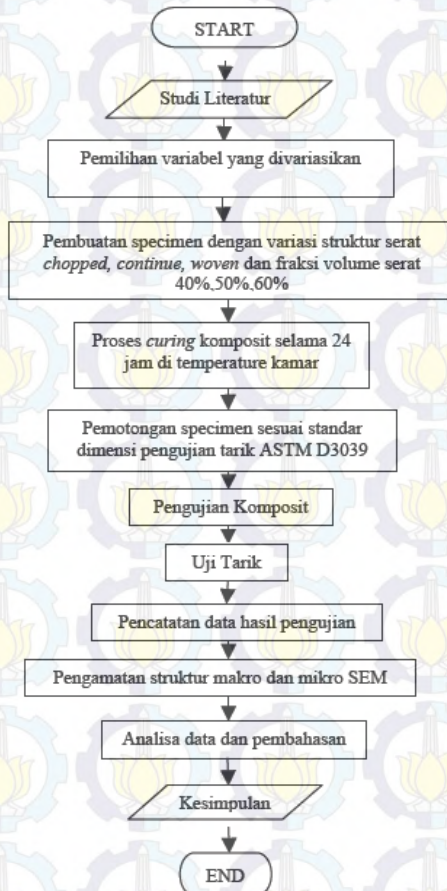 START
Studi Literatur
Pemilihan variabel yang divariasikan
Pembuatan specimen dengan variasi struktur serat
chopped, continue, woven dan fraksi volume serat
40%,50%,60%
Proses curing komposit selama 24
jam di temperature kamar
Pemotongan specimen sesuai standar
dimensi pengujian tarik ASTM D3039
Pengujian Komposit
Uji Tarik
Pencatatan data hasil pengujian
Pengamatan struktur makro dan mikro SEM
Analisa data dan pembahasan
Kesimpulan
END